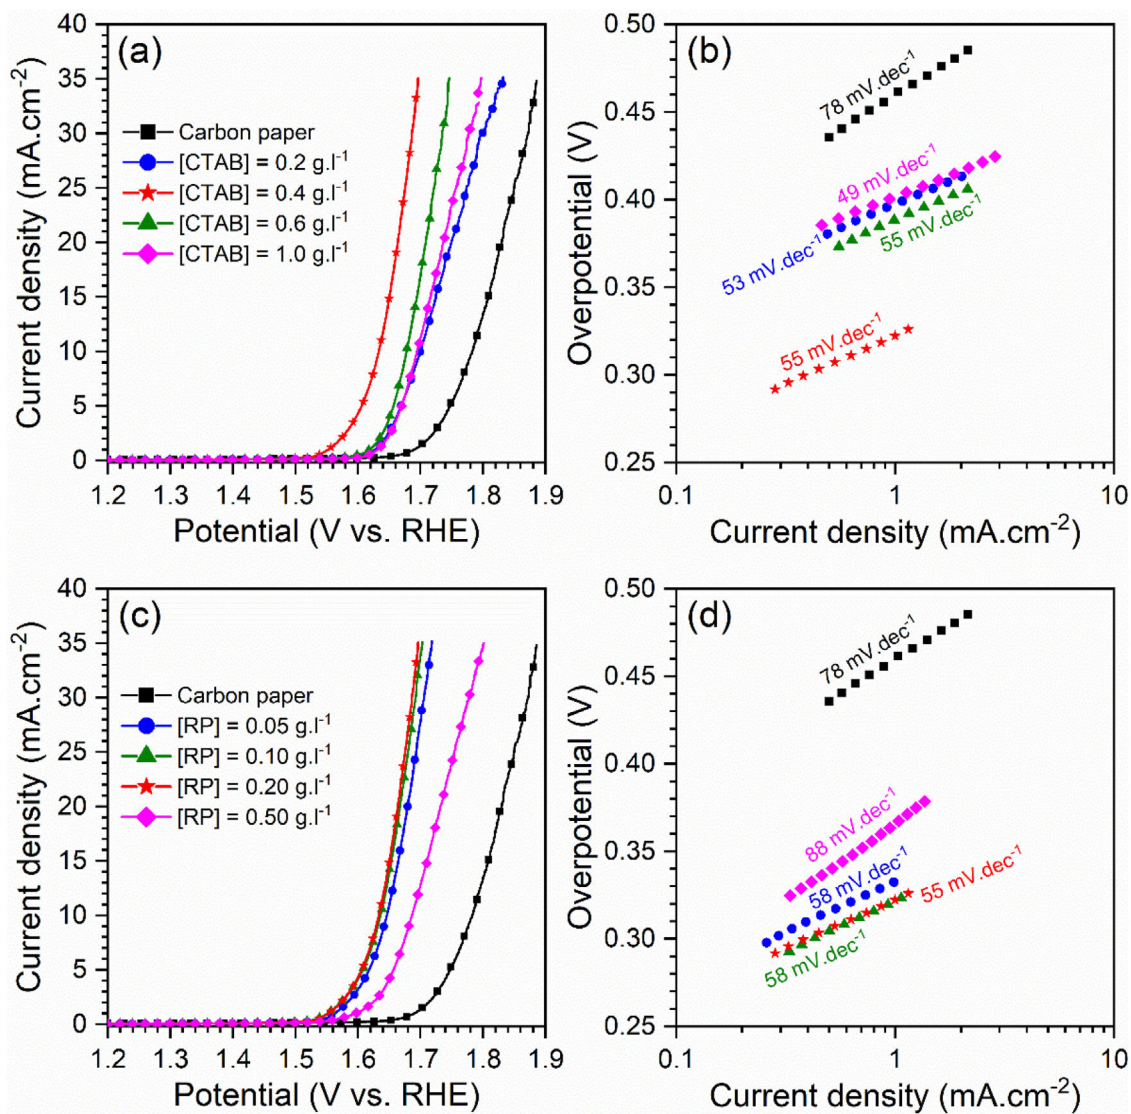 (a)
40
35
30
25
20
15
10
5
0
Current density (mA.cm⁻²)
Carbon paper
[CTAB] = 0.2 g.l⁻¹
[CTAB] = 0.4 g.l⁻¹
[CTAB] = 0.6 g.l⁻¹
[CTAB] = 1.0 g.l⁻¹
1.2 1.3 1.4 1.5 1.6 1.7 1.8 1.9
Potential (V vs. RHE)
(b)
0.50
0.45
0.40
0.35
0.30
0.25
Overpotential (V)
78 mV.dec⁻¹
49 mV.dec⁻¹
53 mV.dec⁻¹
55 mV.dec⁻¹
55 mV.dec⁻¹
0.1 1 10
Current density (mA.cm⁻²)
(c)
40
35
30
25
20
15
10
5
0
Current density (mA.cm⁻²)
Carbon paper
[RP] = 0.05 g.l⁻¹
[RP] = 0.10 g.l⁻¹
[RP] = 0.20 g.l⁻¹
[RP] = 0.50 g.l⁻¹
1.2 1.3 1.4 1.5 1.6 1.7 1.8 1.9
Potential (V vs. RHE)
(d)
0.50
0.45
0.40
0.35
0.30
0.25
Overpotential (V)
78 mV.dec⁻¹
88 mV.dec⁻¹
58 mV.dec⁻¹
55 mV.dec⁻¹
58 mV.dec⁻¹
0.1 1 10
Current density (mA.cm⁻²)